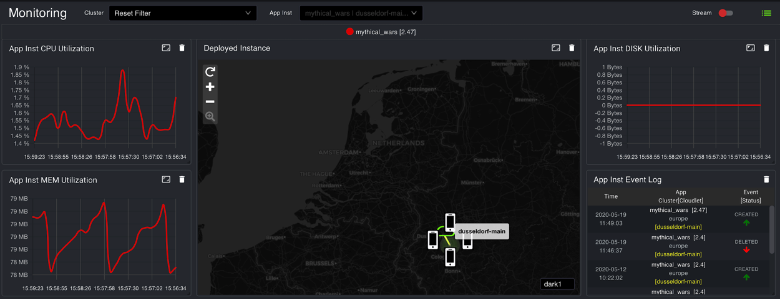 Monitoring
Cluster
Reset Filter
App Inst
mythical_wars | dusseldorf-mai...
Stream
mythical_wars [2.47]
App Inst CPU Utilization
1.9 %
1.85 %
1.8 %
1.75 %
1.7 %
1.65 %
1.6 %
1.55 %
1.5 %
1.45 %
1.4 %
15:59:23 15:58:55 15:58:26 15:57:58 15:57:30 15:57:02 15:56:34
App Inst MEM Utilization
79 MB
79 MB
79 MB
78 MB
78 MB
78 MB
15:59:23 15:58:55 15:58:26 15:57:58 15:57:30 15:57:02 15:56:34
Deployed Instance
AMSTERDAM
NETHERLANDS
BRUSSELS
dusseldorf-main
dark1
App Inst DISK Utilization
1 Bytes
0.8 Bytes
0.6 Bytes
0.4 Bytes
0.2 Bytes
0 Bytes
-0.2 Bytes
-0.4 Bytes
-0.6 Bytes
-0.8 Bytes
-1 Bytes
15:59:23 15:58:55 15:58:26 15:57:58 15:57:30 15:57:02 15:56:34
App Inst Event Log
Time
App
Cluster[Cloudlet]
Event
[Status]
2020-05-19
11:49:03
mythical_wars [2.47]
europe
[dusseldorf-main]
CREATED
2020-05-19
11:46:37
mythical_wars [2.4]
europe
[dusseldorf-main]
DELETED
2020-05-12
10:22:02
mythical_wars [2.4]
europe
[dusseldorf-main]
CREATED
mythical_wars [2.4]